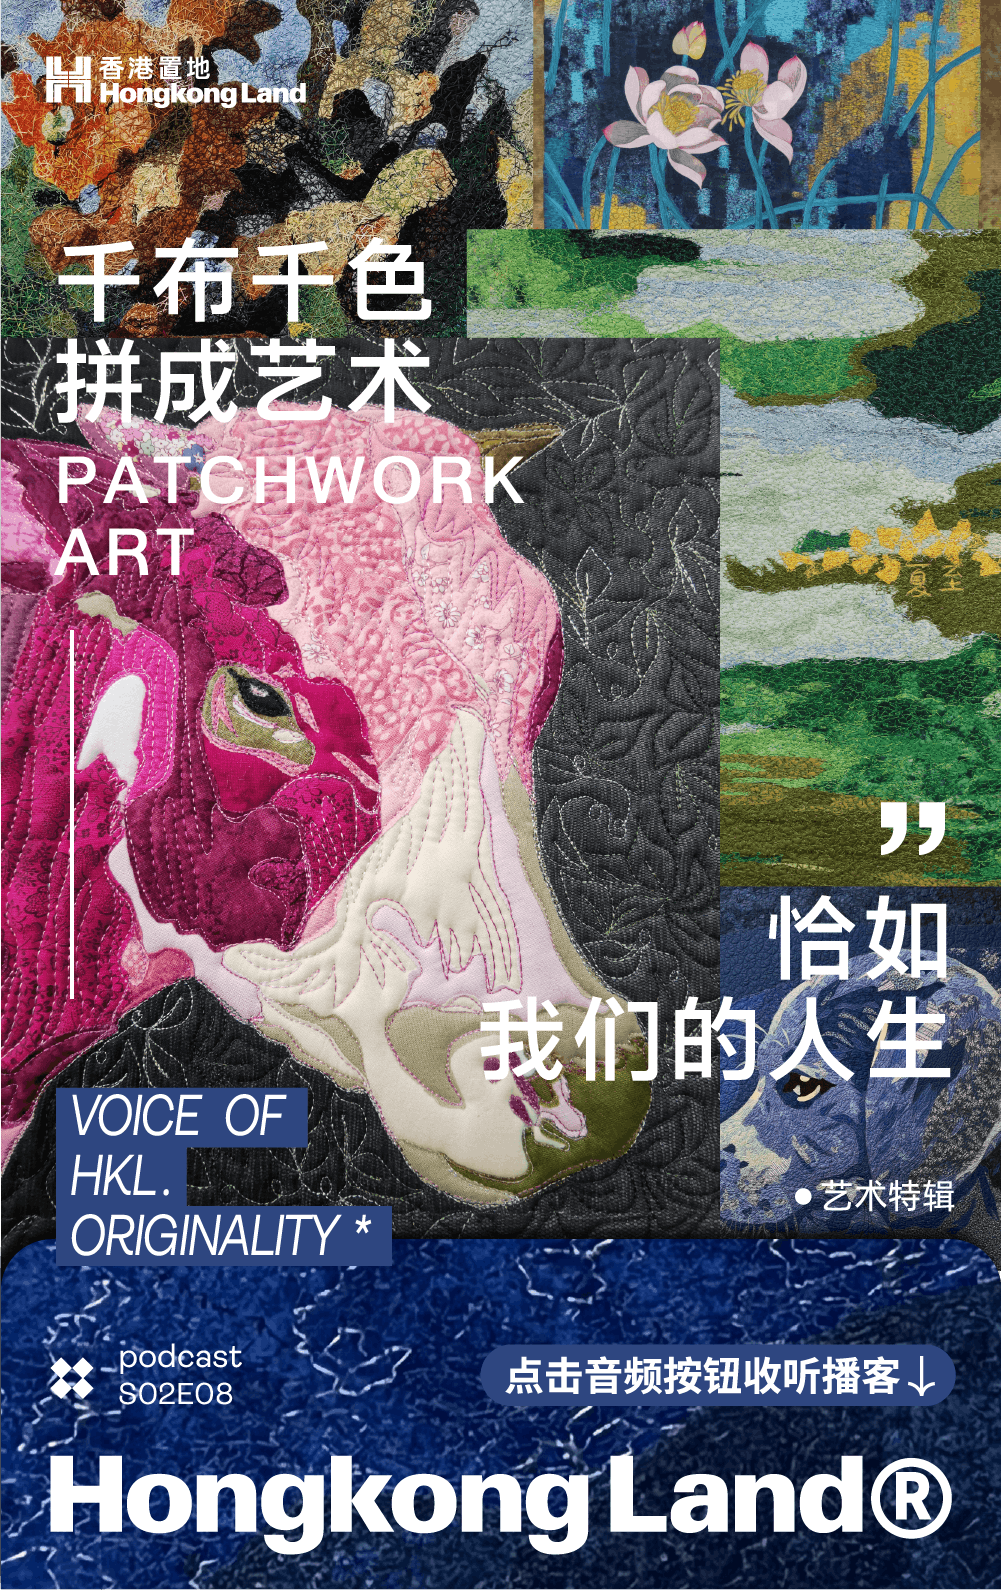 香港置地
Hongkong Land
千布千色
拼成艺术
PATCHWORK
ART
夏至
”
恰如
我们的人生
VOICE OF
HKL.
ORIGINALITY *
●艺术特辑
podcast
S02E08
点击音频按钮收听播客↓
Hongkong Land®